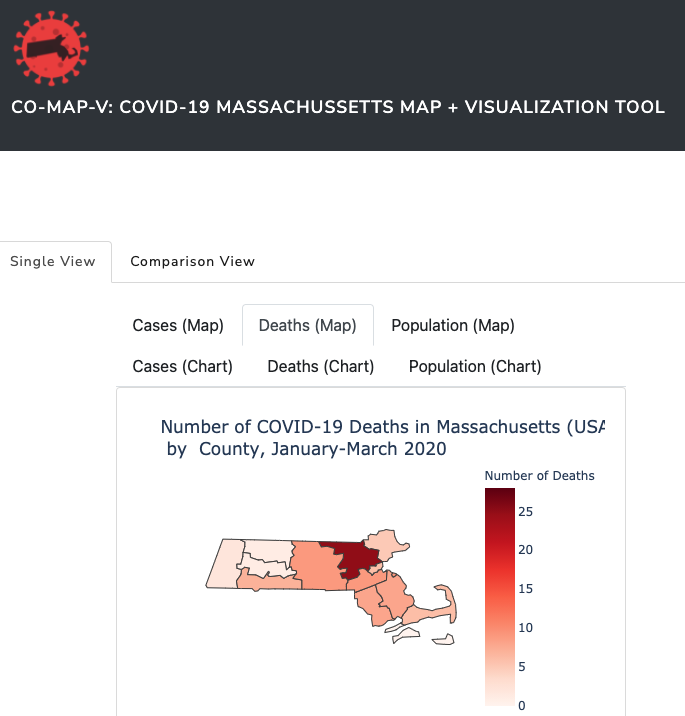 CO-MAP-V: COVID-19 MASSACHUSSETTS MAP + VISUALIZATION TOOL
Single View
Comparison View
Cases (Map)
Deaths (Map)
Population (Map)
Cases (Chart)
Deaths (Chart)
Population (Chart)
Number of COVID-19 Deaths in Massachusetts (USA
by County, January-March 2020
Number of Deaths
25
20
15
10
5
0